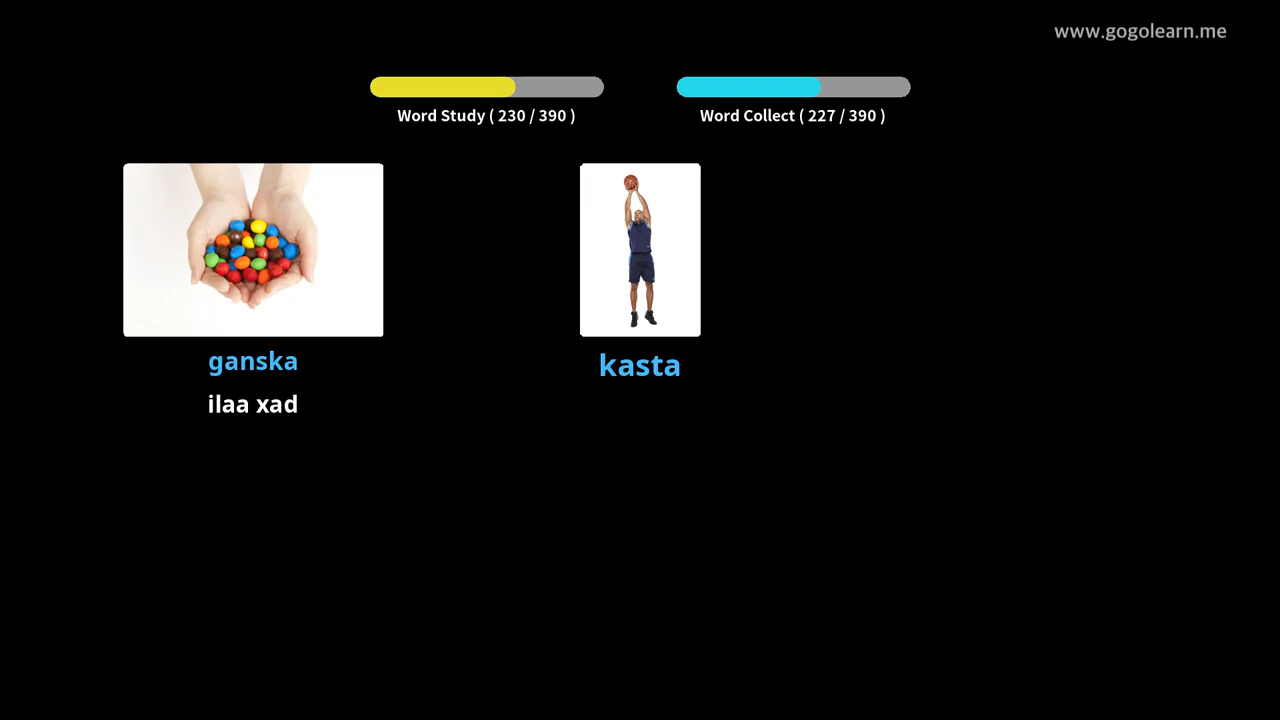 www.gogolearn.me
Word Study ( 230 / 390 )
Word Collect ( 227 / 390 )
ganska
ilaa xad
kasta